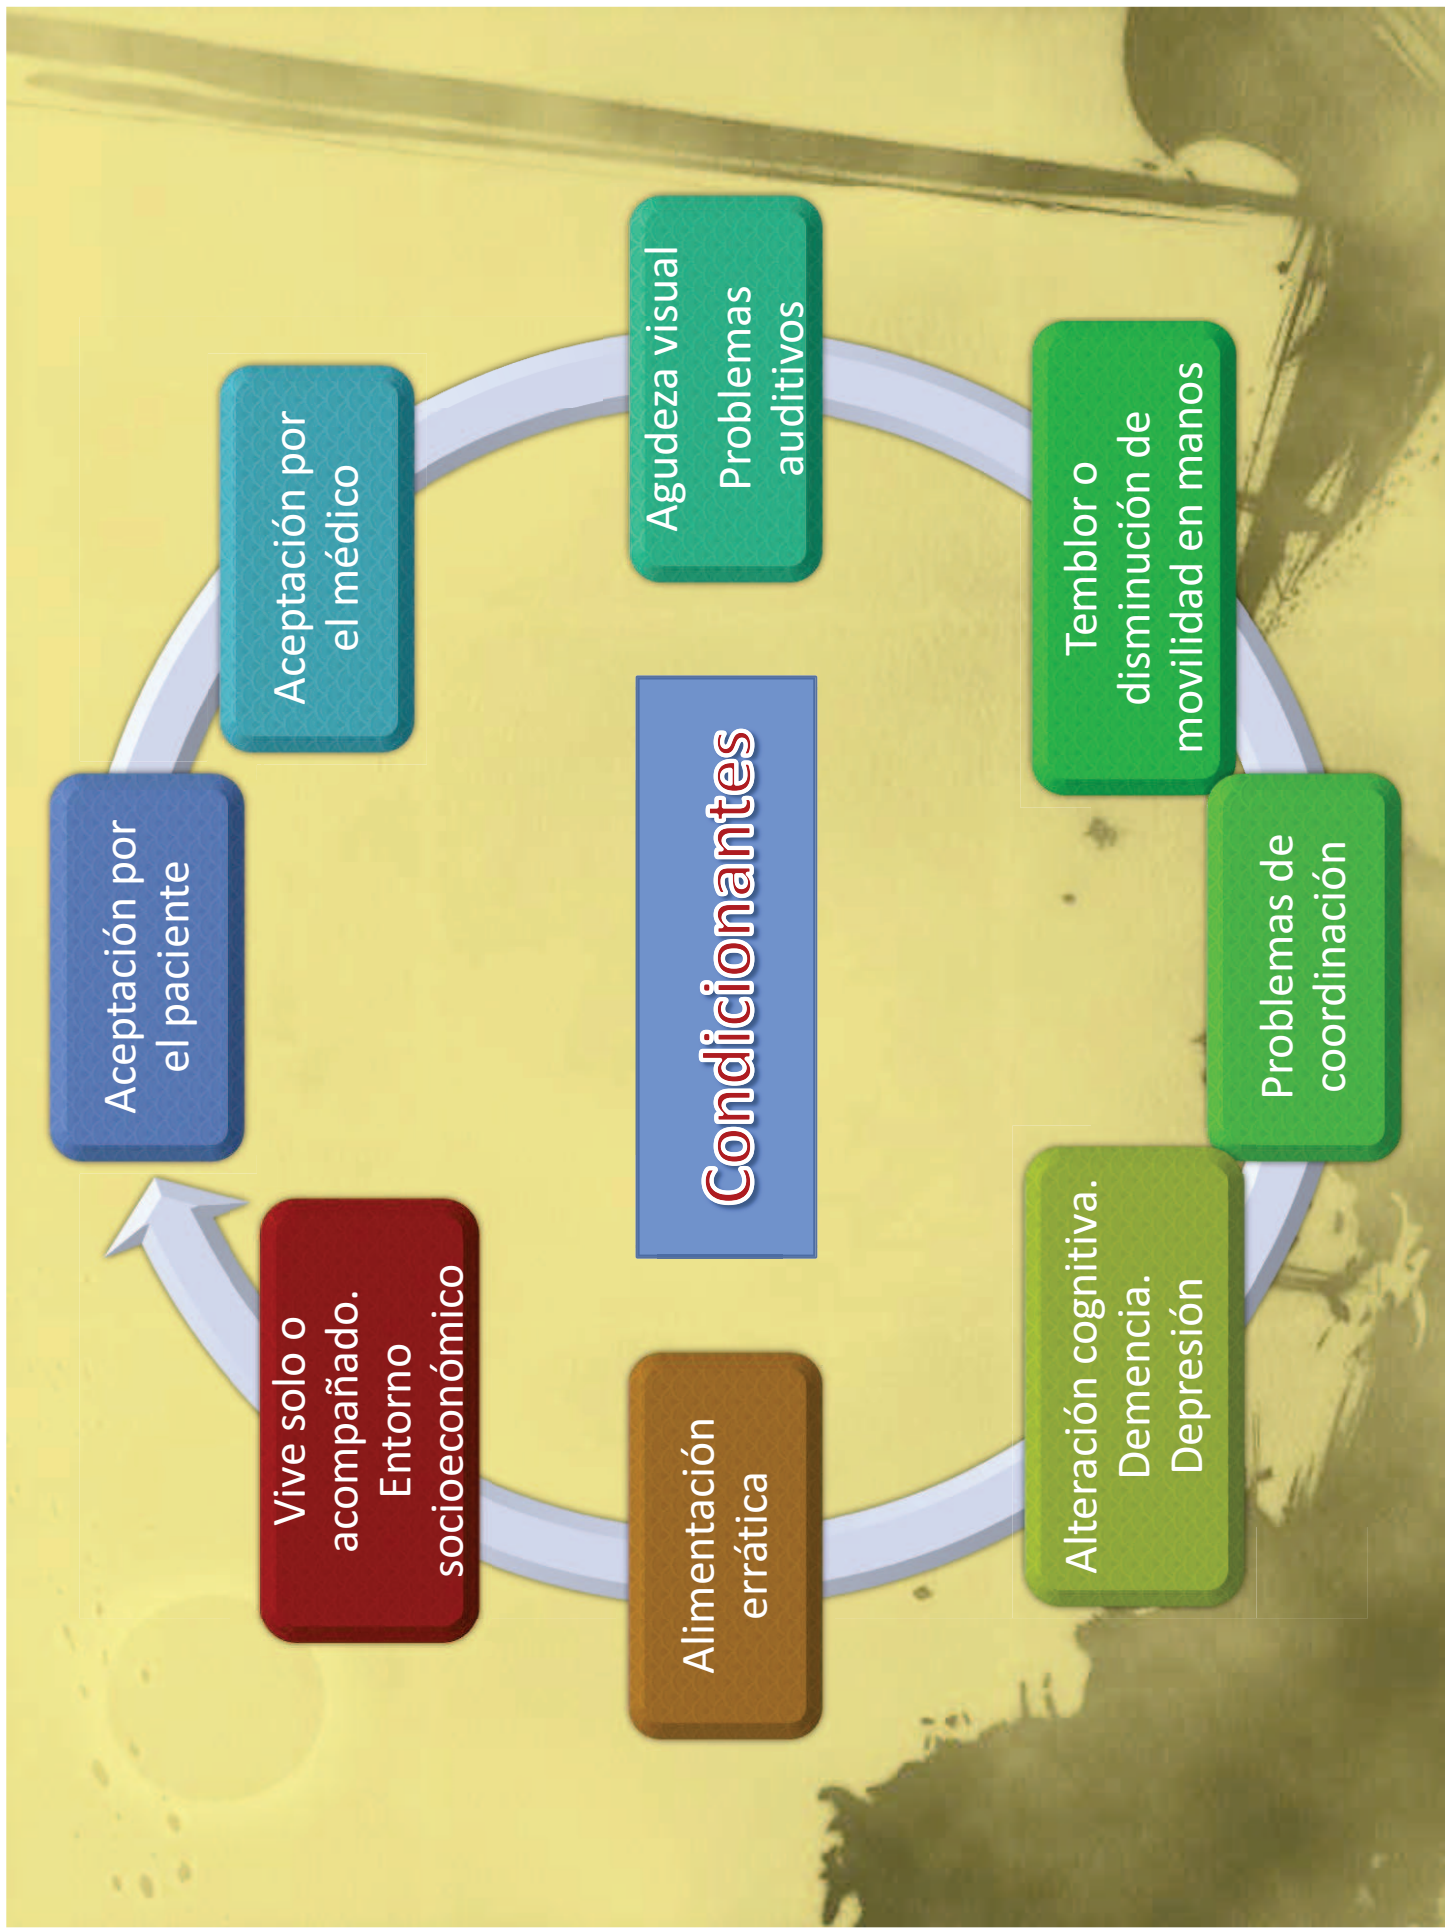 Aceptación por
el paciente
Aceptación por
el médico
Agudeza visual
Problemas
auditivos
Temblor o
disminución de
movilidad en manos
Problemas de
coordinación
Alteración cognitiva.
Demencia.
Depresión
Alimentación
errática
Vive solo o
acompañado.
Entorno
socioeconómico
Condicionantes